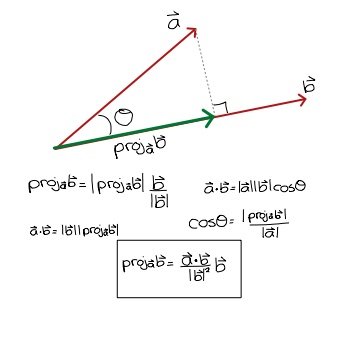 a⃗
b⃗
θ
proj_a⃗ b⃗
proj_a⃗ b⃗ = |proj_a⃗ b⃗| b⃗/|b⃗|
a⃗·b⃗ = |a⃗||b⃗|cosθ
cosθ = |proj_a⃗ b⃗|/|a⃗|
a⃗·b⃗ = |b⃗||proj_a⃗ b⃗|
proj_a⃗ b⃗ = a⃗·b⃗/|b⃗|² b⃗